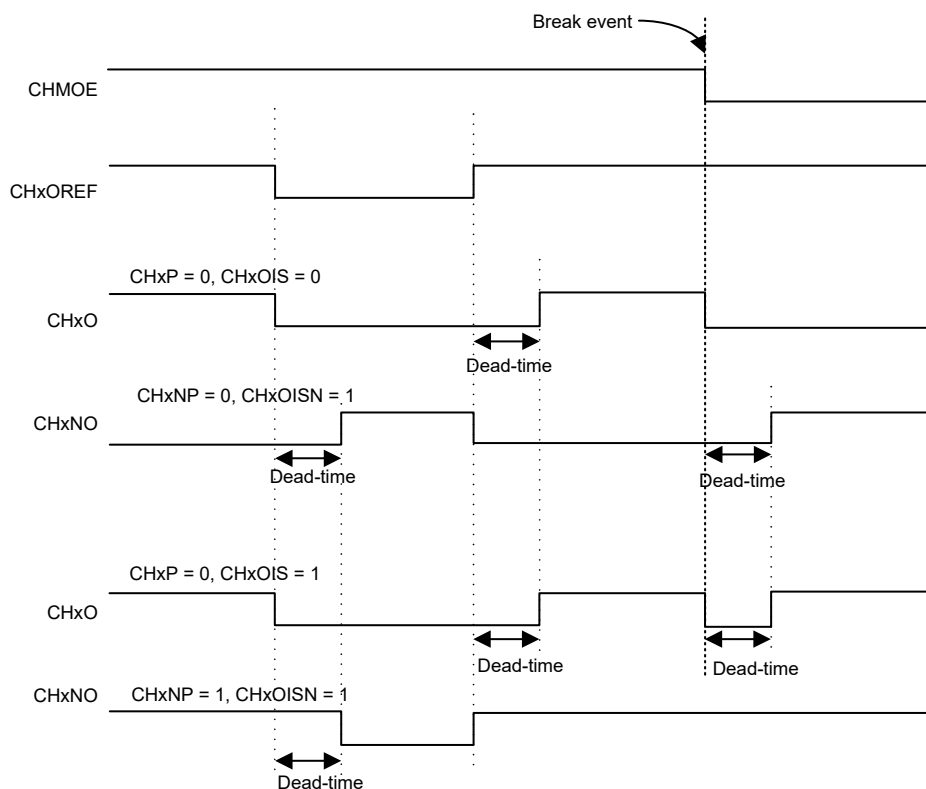 Break event
CHMOE
CHxOREF
CHxP = 0, CHxOIS = 0
CHxO
Dead-time
CHxNP = 0, CHxOISN = 1
CHxNO
Dead-time
Dead-time
CHxP = 0, CHxOIS = 1
CHxO
Dead-time
Dead-time
CHxNO
CHxNP = 1, CHxOISN = 1
Dead-time